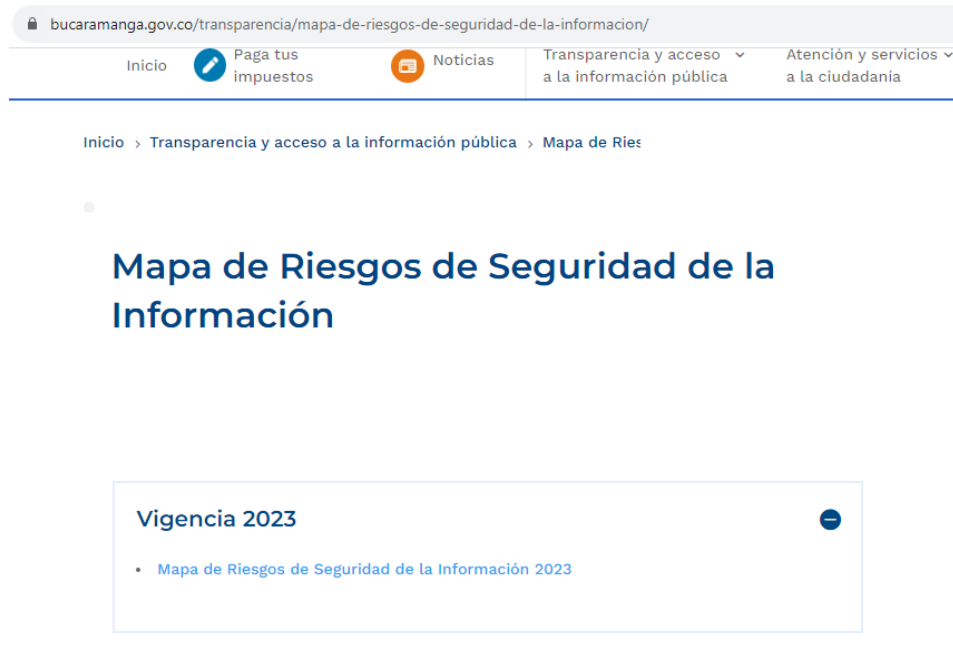 bucaramanga.gov.co/transparencia/mapa-de-riesgos-de-seguridad-de-la-informacion/
Inicio
Paga tus
impuestos
Noticias
Transparencia y acceso
a la información pública
Atención y servicios
a la ciudadanía
Inicio > Transparencia y acceso a la información pública > Mapa de Ries
Mapa de Riesgos de Seguridad de la
Información
Vigencia 2023
• Mapa de Riesgos de Seguridad de la Información 2023